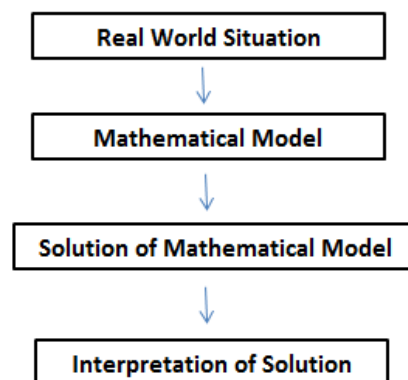 Real World Situation
Mathematical Model
Solution of Mathematical Model
Interpretation of Solution